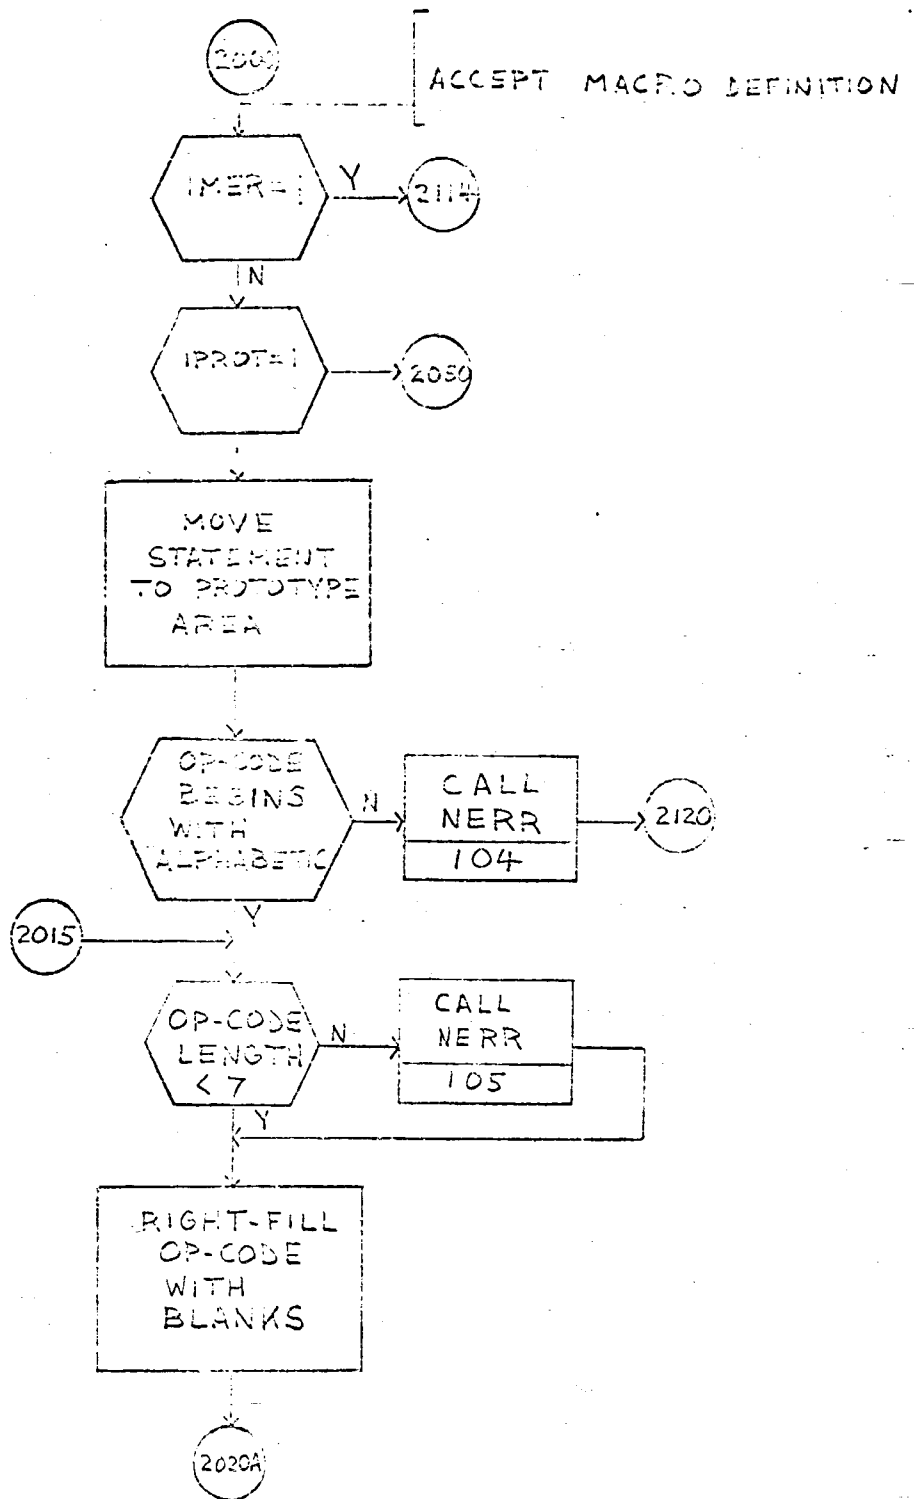 2000
ACCEPT MACRO DEFINITION
IMER=1
Y
2114
N
IPROT=1
2050
MOVE
STATEMENT
TO PROTOTYPE
AREA
OP-CODE
BEGINS
WITH
ALPHABETIC
N
CALL
NERR
104
2120
Y
2015
OP-CODE
LENGTH
< 7
N
CALL
NERR
105
Y
RIGHT-FILL
OP-CODE
WITH
BLANKS
2020A